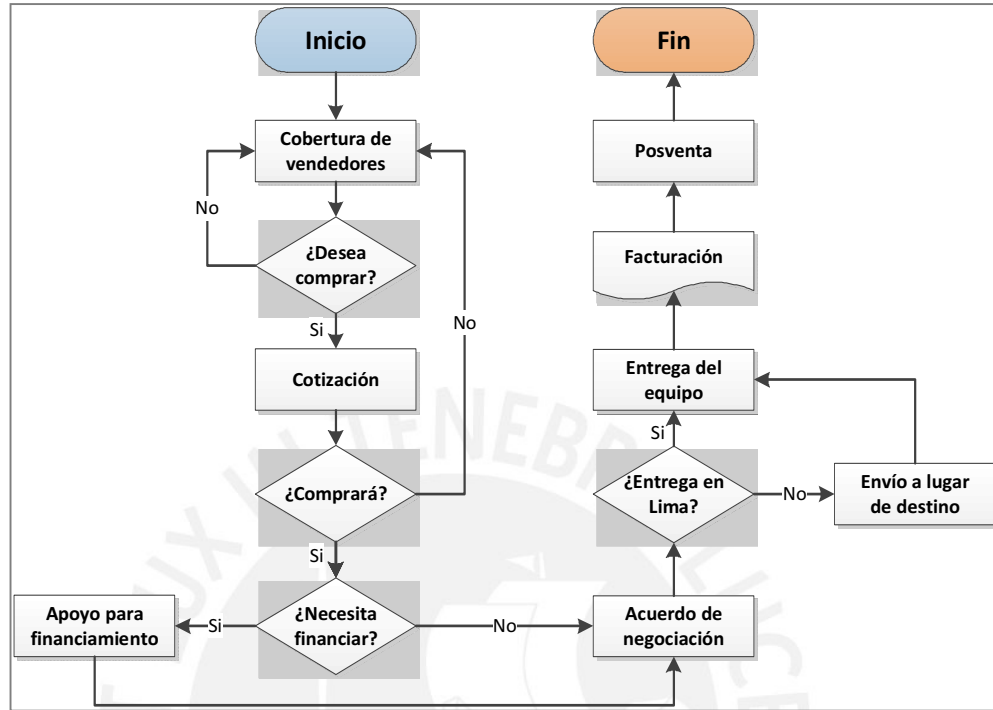 Inicio
Cobertura de
vendedores
No
¿Desea
comprar?
Si
No
Cotización
¿Comprará?
Si
¿Necesita
financiar?
Si
Apoyo para
financiamiento
No
Acuerdo de
negociación
¿Entrega en
Lima?
No
Envío a lugar
de destino
Si
Entrega del
equipo
Facturación
Posventa
Fin